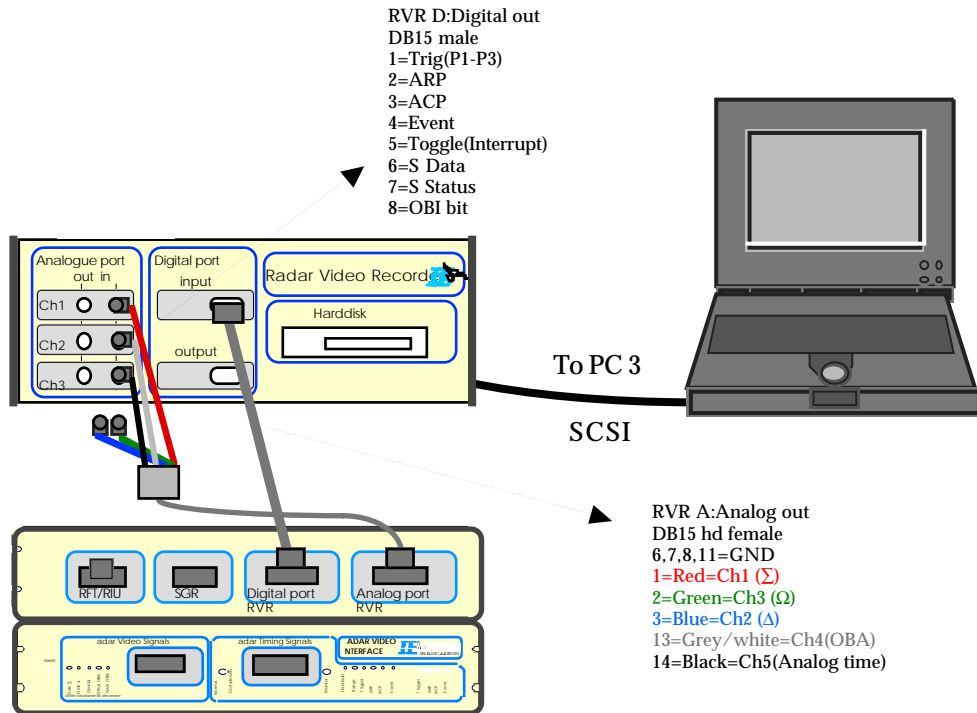 RVR D:Digital out
DB15 male
1=Trig(P1-P3)
2=ARP
3=ACP
4=Event
5=Toggle(Interrupt)
6=S Data
7=S Status
8=OBI bit
Analogue port
out in
Ch1
Ch2
Ch3
Digital port
input
output
Radar Video Recorder
Harddisk
To PC 3
SCSI
RVR A:Analog out
DB15 hd female
6,7,8,11=GND
1=Red=Ch1 (Σ)
2=Green=Ch3 (Ω)
3=Blue=Ch2 (Δ)
13=Grey/white=Ch4(OBA)
14=Black=Ch5(Analog time)
RFT/RIU
SGR
Digital port
RVR
Analog port
RVR
adar Video Signals
adar Timing Signals
ADAR VIDEO
NTERFACE